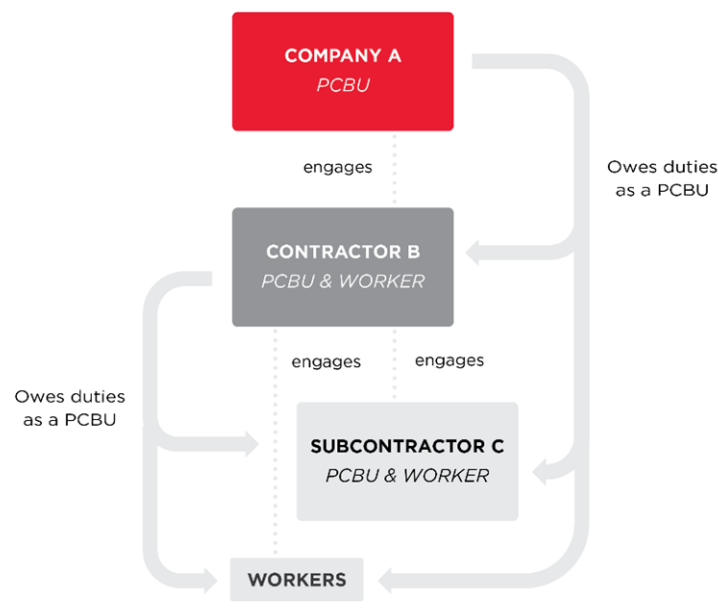 COMPANY A
PCBU
engages
Owes duties
as a PCBU
CONTRACTOR B
PCBU & WORKER
engages
engages
Owes duties
as a PCBU
SUBCONTRACTOR C
PCBU & WORKER
WORKERS